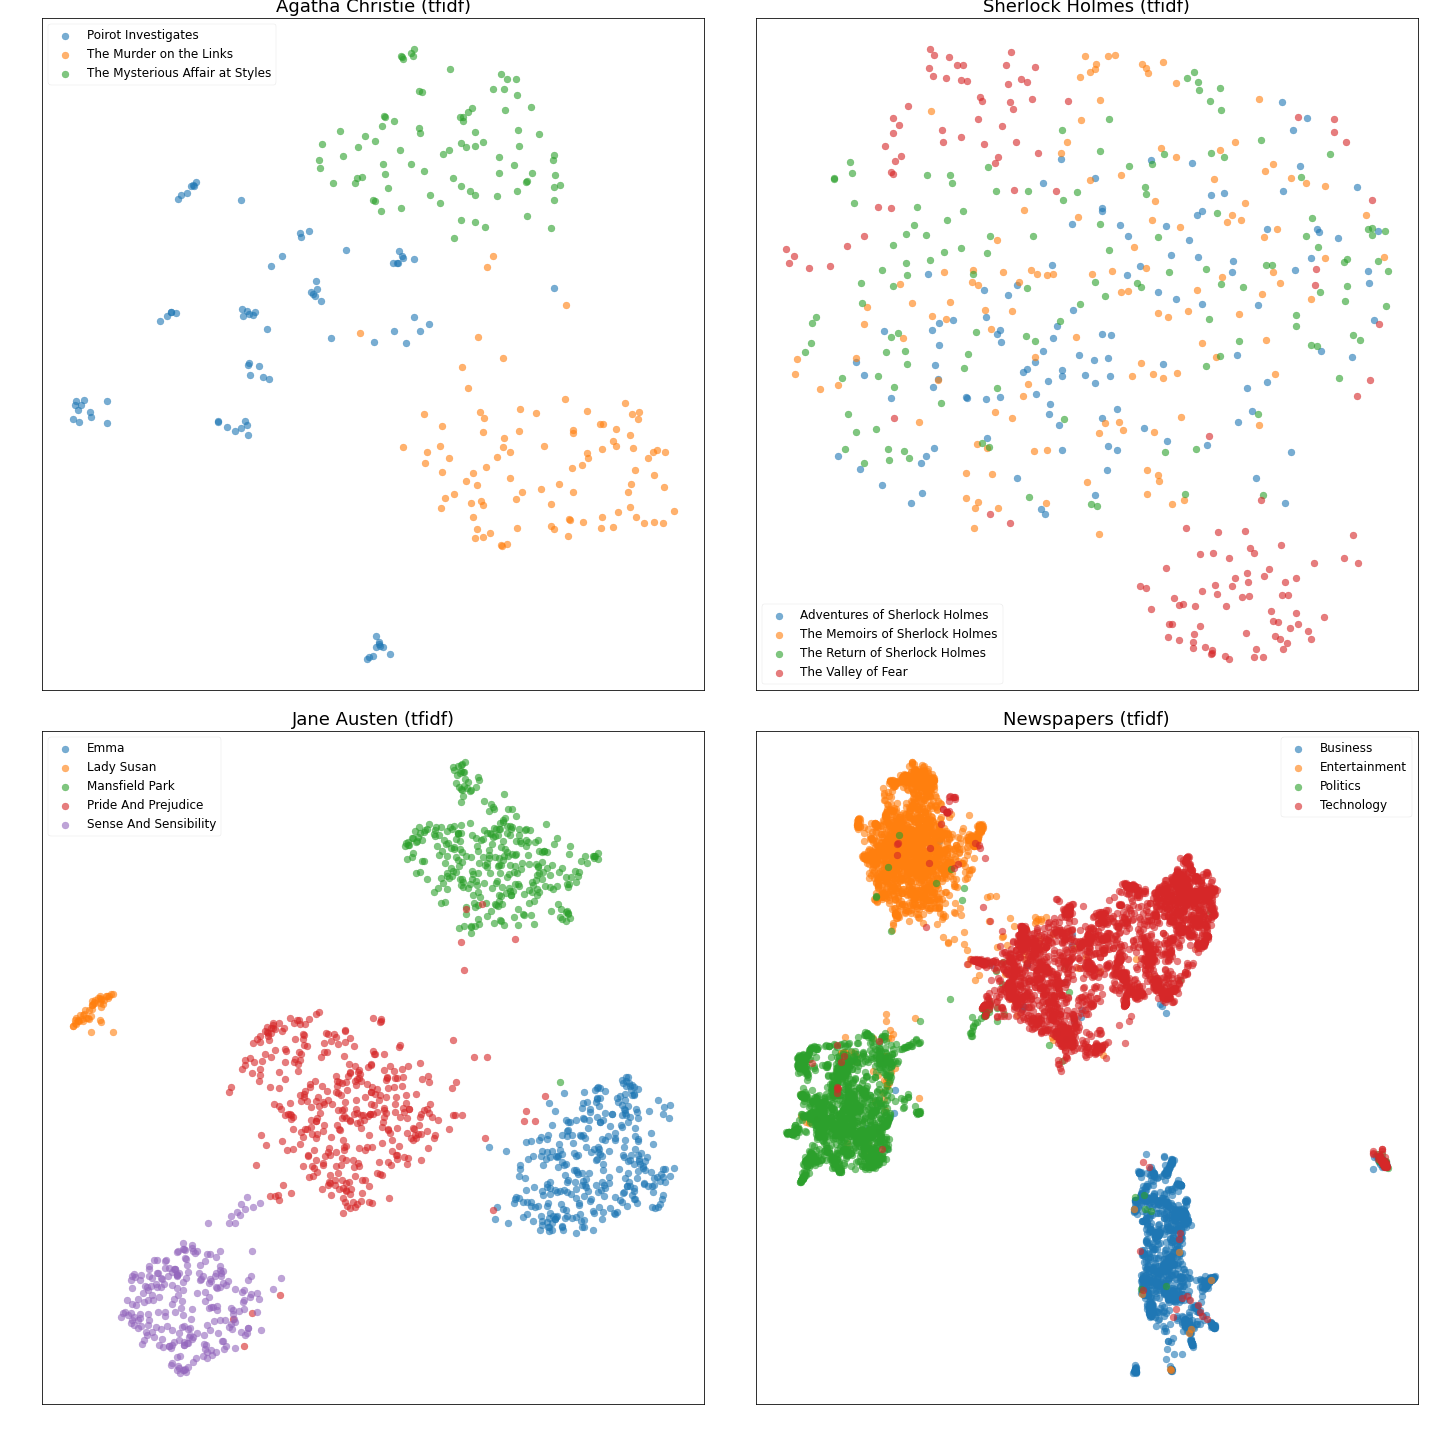 Agatha Christie (tfidf)
Poirot Investigates
The Murder on the Links
The Mysterious Affair at Styles
Sherlock Holmes (tfidf)
Adventures of Sherlock Holmes
The Memoirs of Sherlock Holmes
The Return of Sherlock Holmes
The Valley of Fear
Jane Austen (tfidf)
Emma
Lady Susan
Mansfield Park
Pride And Prejudice
Sense And Sensibility
Newspapers (tfidf)
Business
Entertainment
Politics
Technology